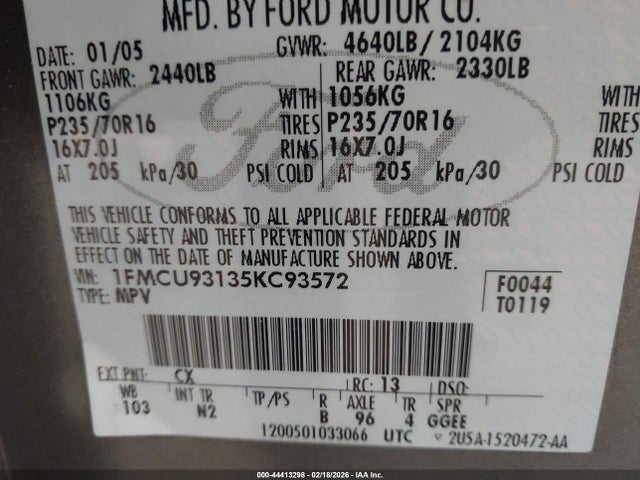 MFD. BY FORD MOTOR CO.
DATE: 01/05 GVWR: 4640LB/ 2104KG
FRONT GAWR: 2440LB REAR GAWR: 2330LB
1106KG WITH 1056KG WITH
P235/70R16 TIRES P235/70R16 TIRES
16X7.0J RIMS 16X7.0J RIMS
AT 205 kPa/30 PSI COLD AT 205 kPa/30 PSI COLD
THIS VEHICLE CONFORMS TO ALL APPLICABLE FEDERAL MOTOR
VEHICLE SAFETY AND THEFT PREVENTION STANDARDS IN
EFFECT ON THE DATE OF MANUFACTURE SHOWN ABOVE.
VIN: 1FMCU93135KC93572 F0044
TYPE: MPV T0119
EXT PNT: CX RC: 13 DSO:
WB INT TR TP/PS R AXLE TR SPR
103 N2 B 96 4 GGEE
1200501033066 UTC 2U5A-1520472-AA
Ford
000-44413298 - 02/18/2026 - IAAI Inc.